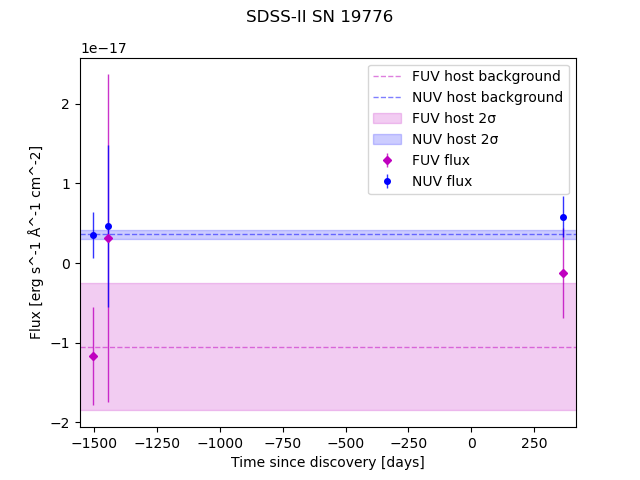 SDSS-II SN 19776
1e−17
FUV host background
NUV host background
FUV host 2σ
NUV host 2σ
FUV flux
NUV flux
2
1
0
−1
−2
Flux [erg s^-1 Å^-1 cm^-2]
−1500 −1250 −1000 −750 −500 −250 0 250
Time since discovery [days]